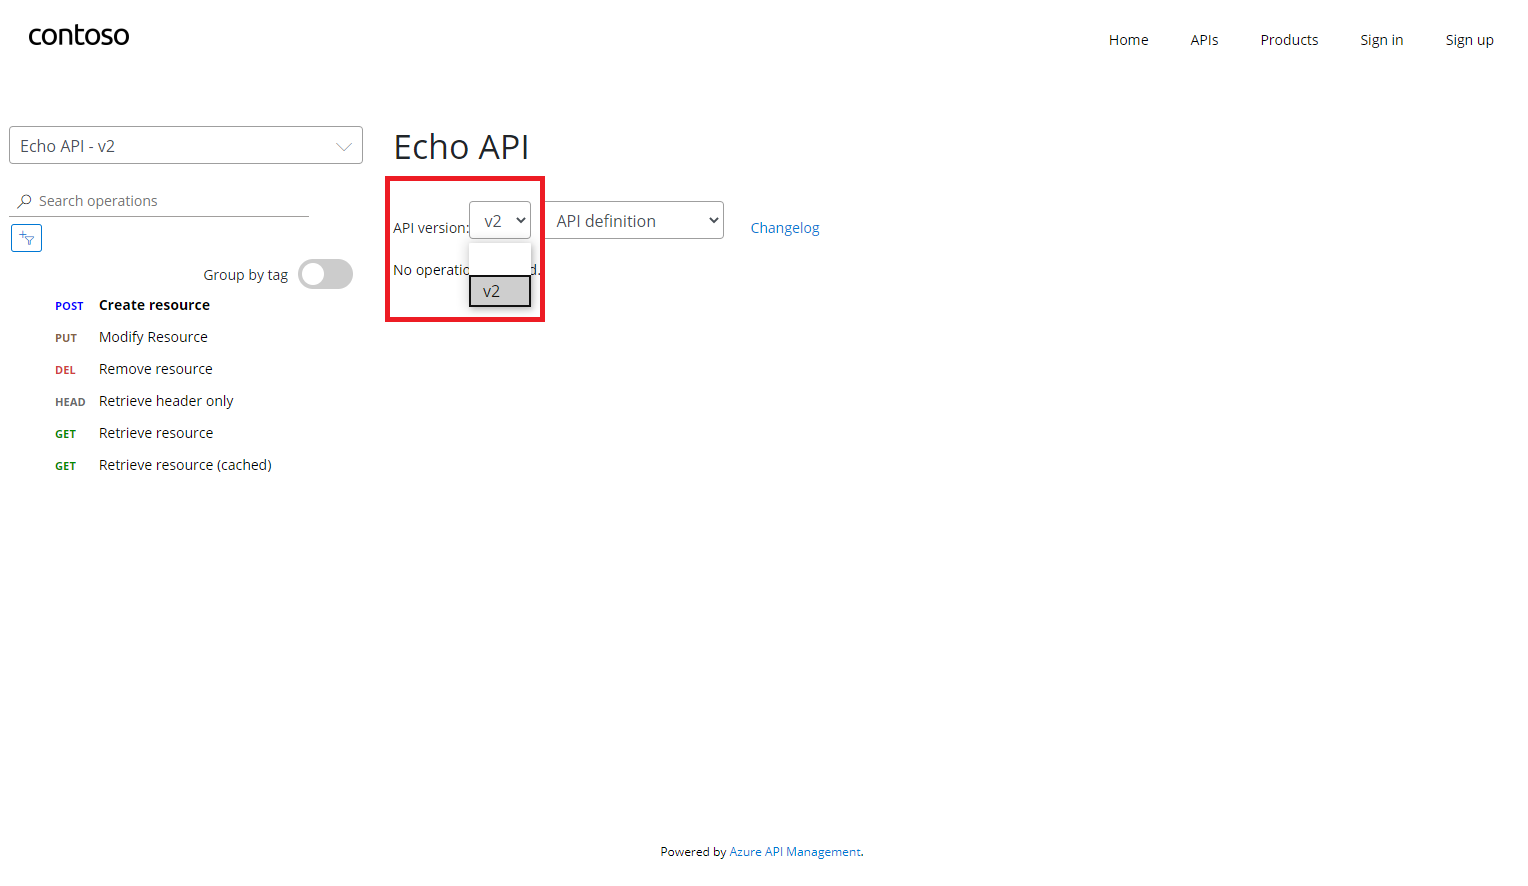 contoso
Home APIs Products Sign in Sign up
Echo API - v2
Search operations
Group by tag
POST Create resource
PUT Modify Resource
DEL Remove resource
HEAD Retrieve header only
GET Retrieve resource
GET Retrieve resource (cached)
Echo API
API version: v2 API definition Changelog
No
v2
Powered by Azure API Management.